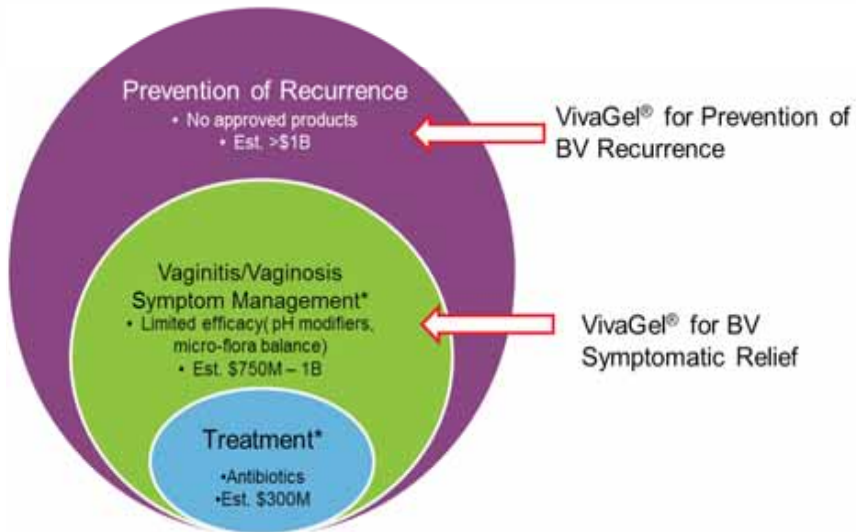 Prevention of Recurrence
• No approved products
• Est. >$1B
VivaGel® for Prevention of
BV Recurrence
Vaginitis/Vaginosis
Symptom Management*
• Limited efficacy( pH modifiers,
micro-flora balance)
• Est. $750M – 1B
VivaGel® for BV
Symptomatic Relief
Treatment*
•Antibiotics
•Est. $300M